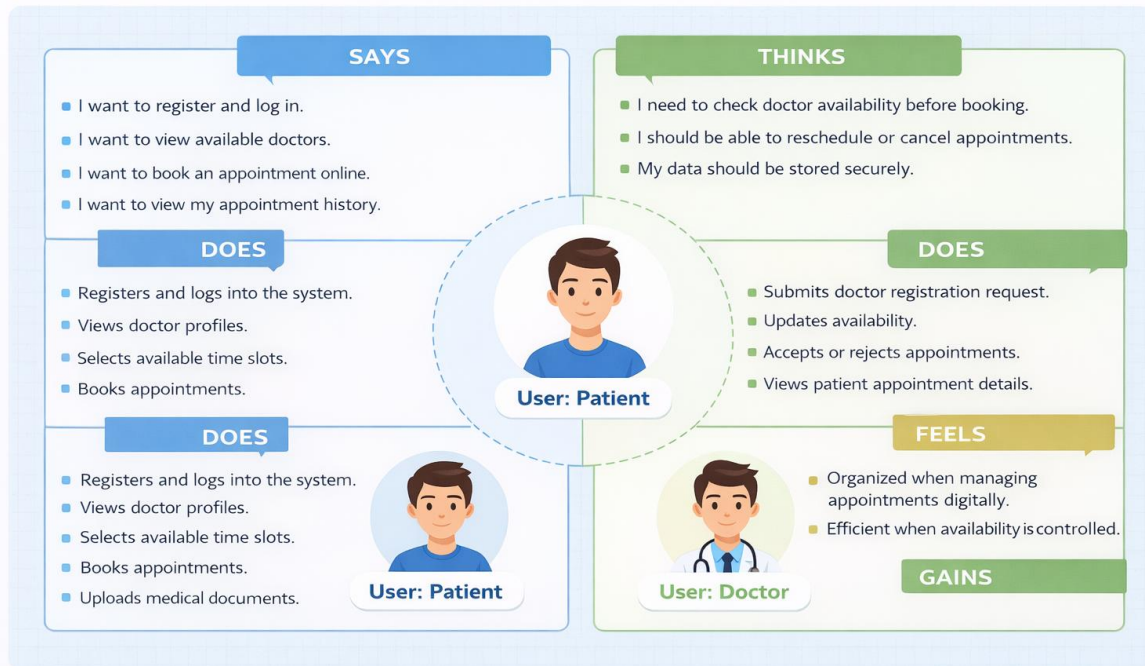 SAYS
I want to register and log in.
I want to view available doctors.
I want to book an appointment online.
I want to view my appointment history.
THINKS
I need to check doctor availability before booking.
I should be able to reschedule or cancel appointments.
My data should be stored securely.
DOES
Registers and logs into the system.
Views doctor profiles.
Selects available time slots.
Books appointments.
User: Patient
DOES
Submits doctor registration request.
Updates availability.
Accepts or rejects appointments.
Views patient appointment details.
DOES
Registers and logs into the system.
Views doctor profiles.
Selects available time slots.
Books appointments.
Uploads medical documents.
User: Patient
User: Doctor
FEELS
Organized when managing
appointments digitally.
Efficient when availability is controlled.
GAINS